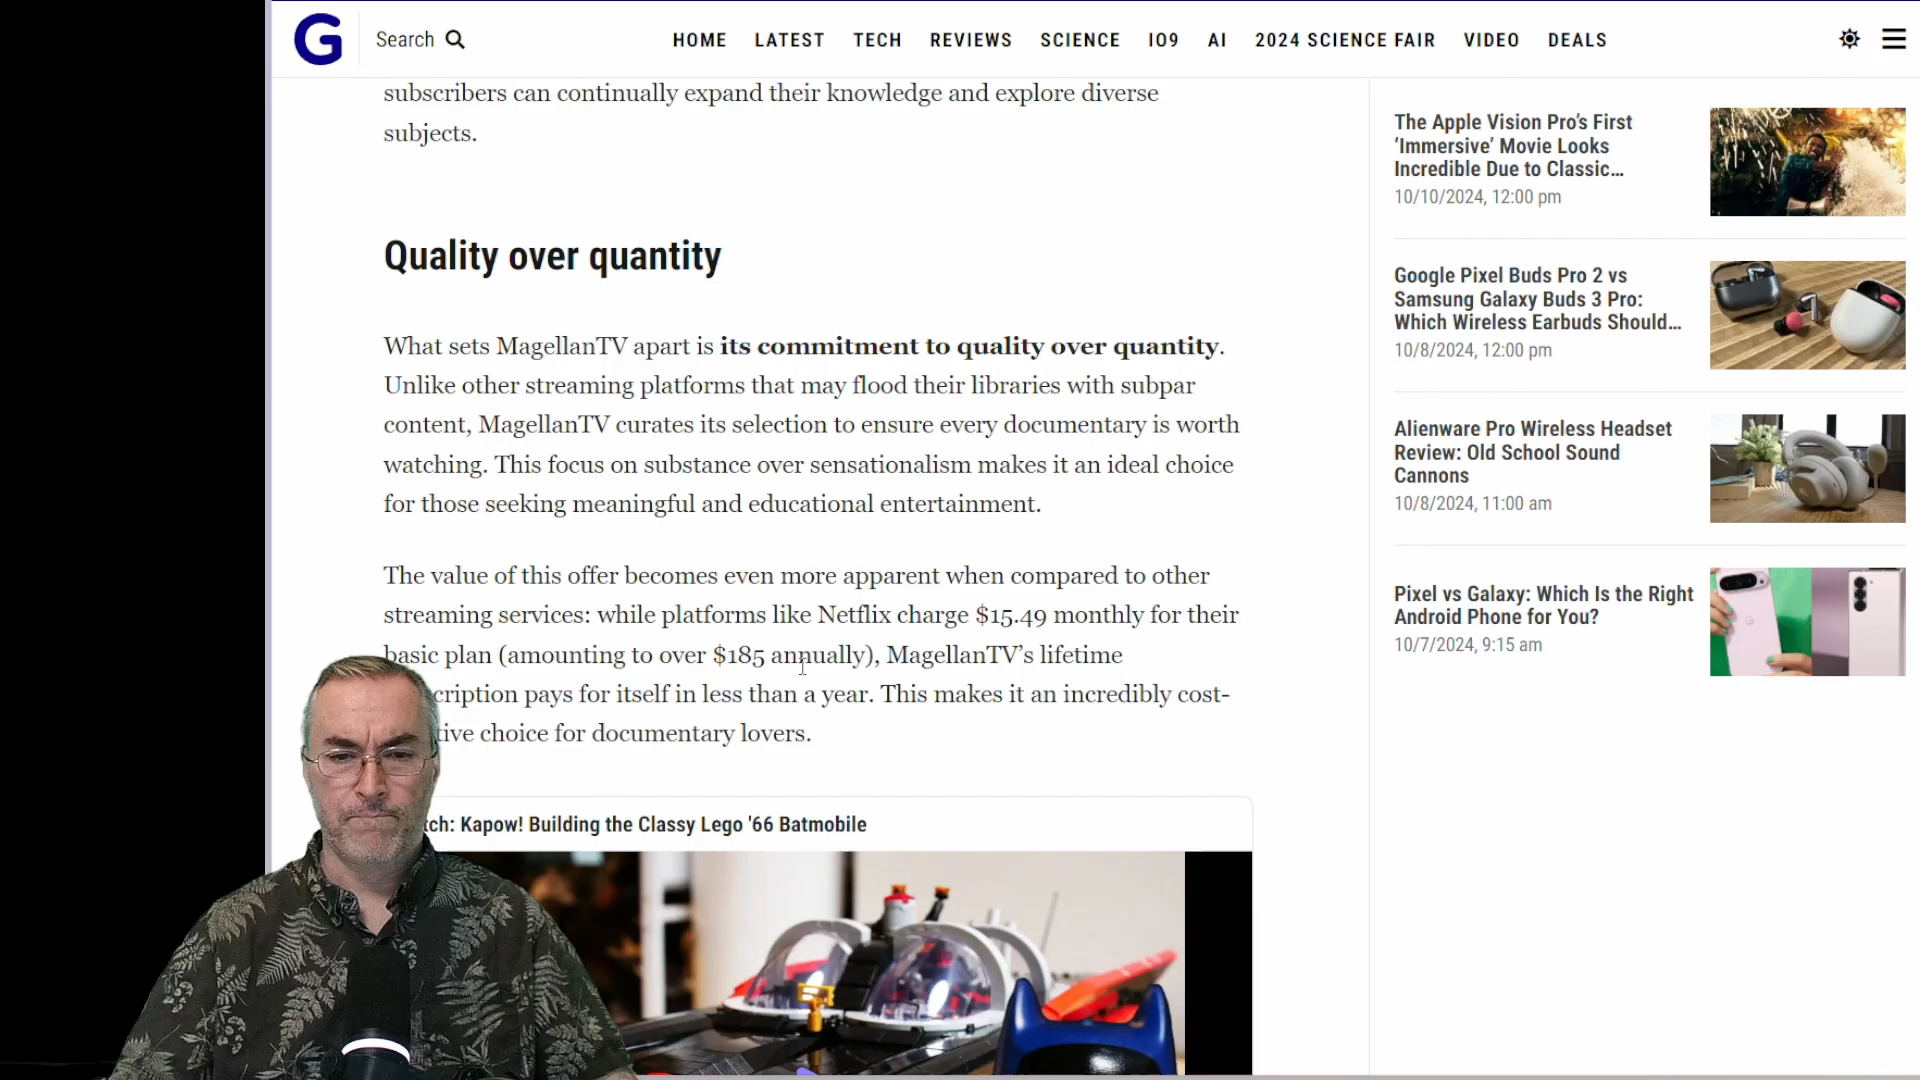 G
Search
HOME LATEST TECH REVIEWS SCIENCE IO9 AI 2024 SCIENCE FAIR VIDEO DEALS
subscribers can continually expand their knowledge and explore diverse
subjects.
Quality over quantity
What sets MagellanTV apart is its commitment to quality over quantity.
Unlike other streaming platforms that may flood their libraries with subpar
content, MagellanTV curates its selection to ensure every documentary is worth
watching. This focus on substance over sensationalism makes it an ideal choice
for those seeking meaningful and educational entertainment.
The value of this offer becomes even more apparent when compared to other
streaming services: while platforms like Netflix charge $15.49 monthly for their
basic plan (amounting to over $185 annually), MagellanTV’s lifetime
cription pays for itself in less than a year. This makes it an incredibly cost-
tive choice for documentary lovers.
tch: Kapow! Building the Classy Lego '66 Batmobile
The Apple Vision Pro’s First
‘Immersive’ Movie Looks
Incredible Due to Classic...
10/10/2024, 12:00 pm
Google Pixel Buds Pro 2 vs
Samsung Galaxy Buds 3 Pro:
Which Wireless Earbuds Should...
10/8/2024, 12:00 pm
Alienware Pro Wireless Headset
Review: Old School Sound
Cannons
10/8/2024, 11:00 am
Pixel vs Galaxy: Which Is the Right
Android Phone for You?
10/7/2024, 9:15 am